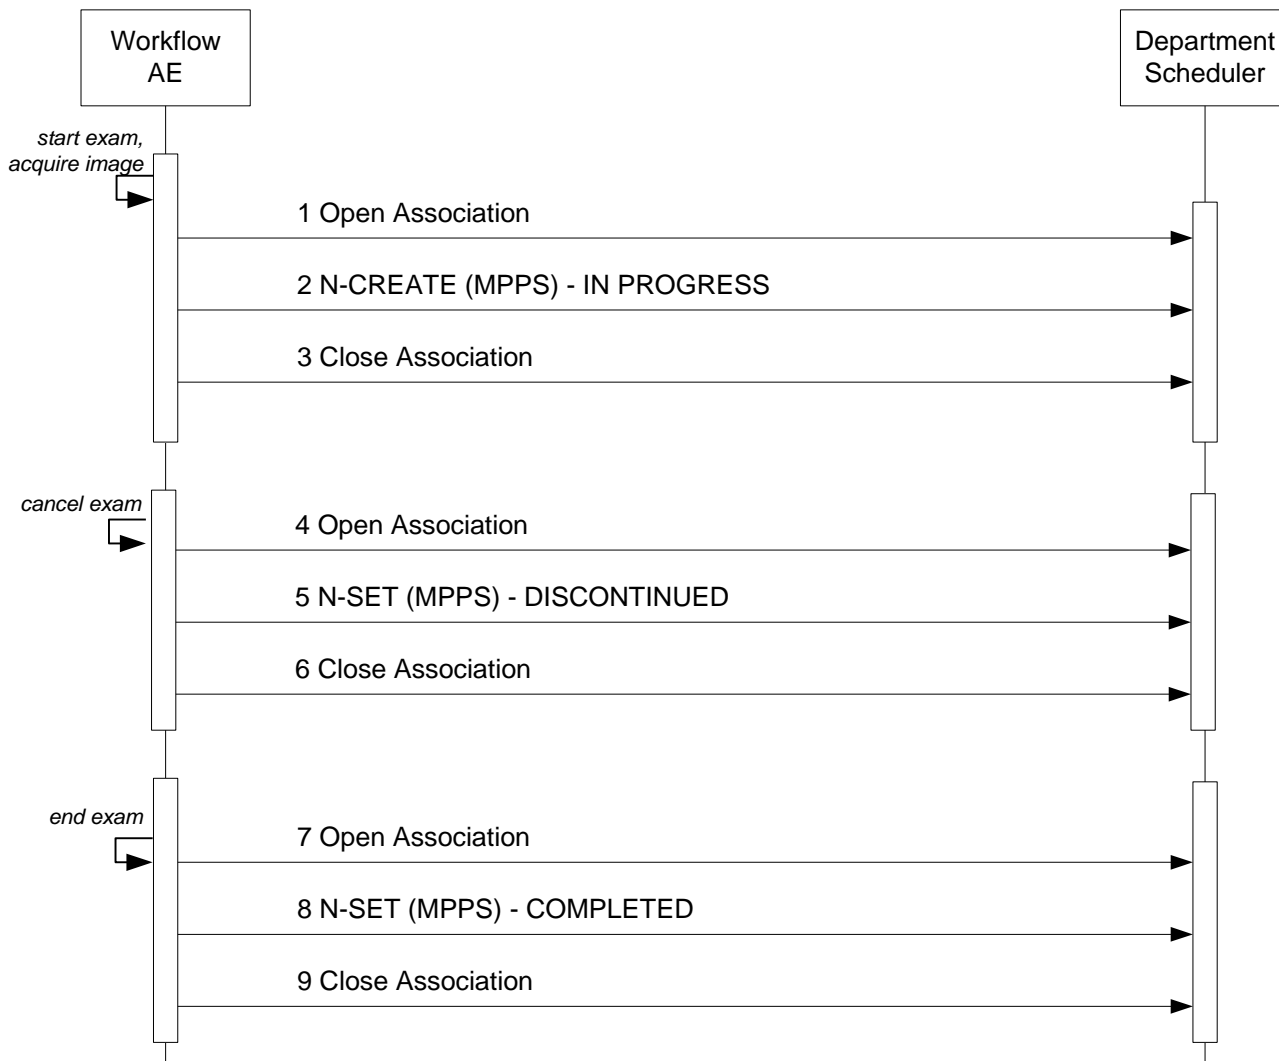 Workflow
AE
Department
Scheduler
start exam,
acquire image
1 Open Association
2 N-CREATE (MPPS) - IN PROGRESS
3 Close Association
cancel exam
4 Open Association
5 N-SET (MPPS) - DISCONTINUED
6 Close Association
end exam
7 Open Association
8 N-SET (MPPS) - COMPLETED
9 Close Association